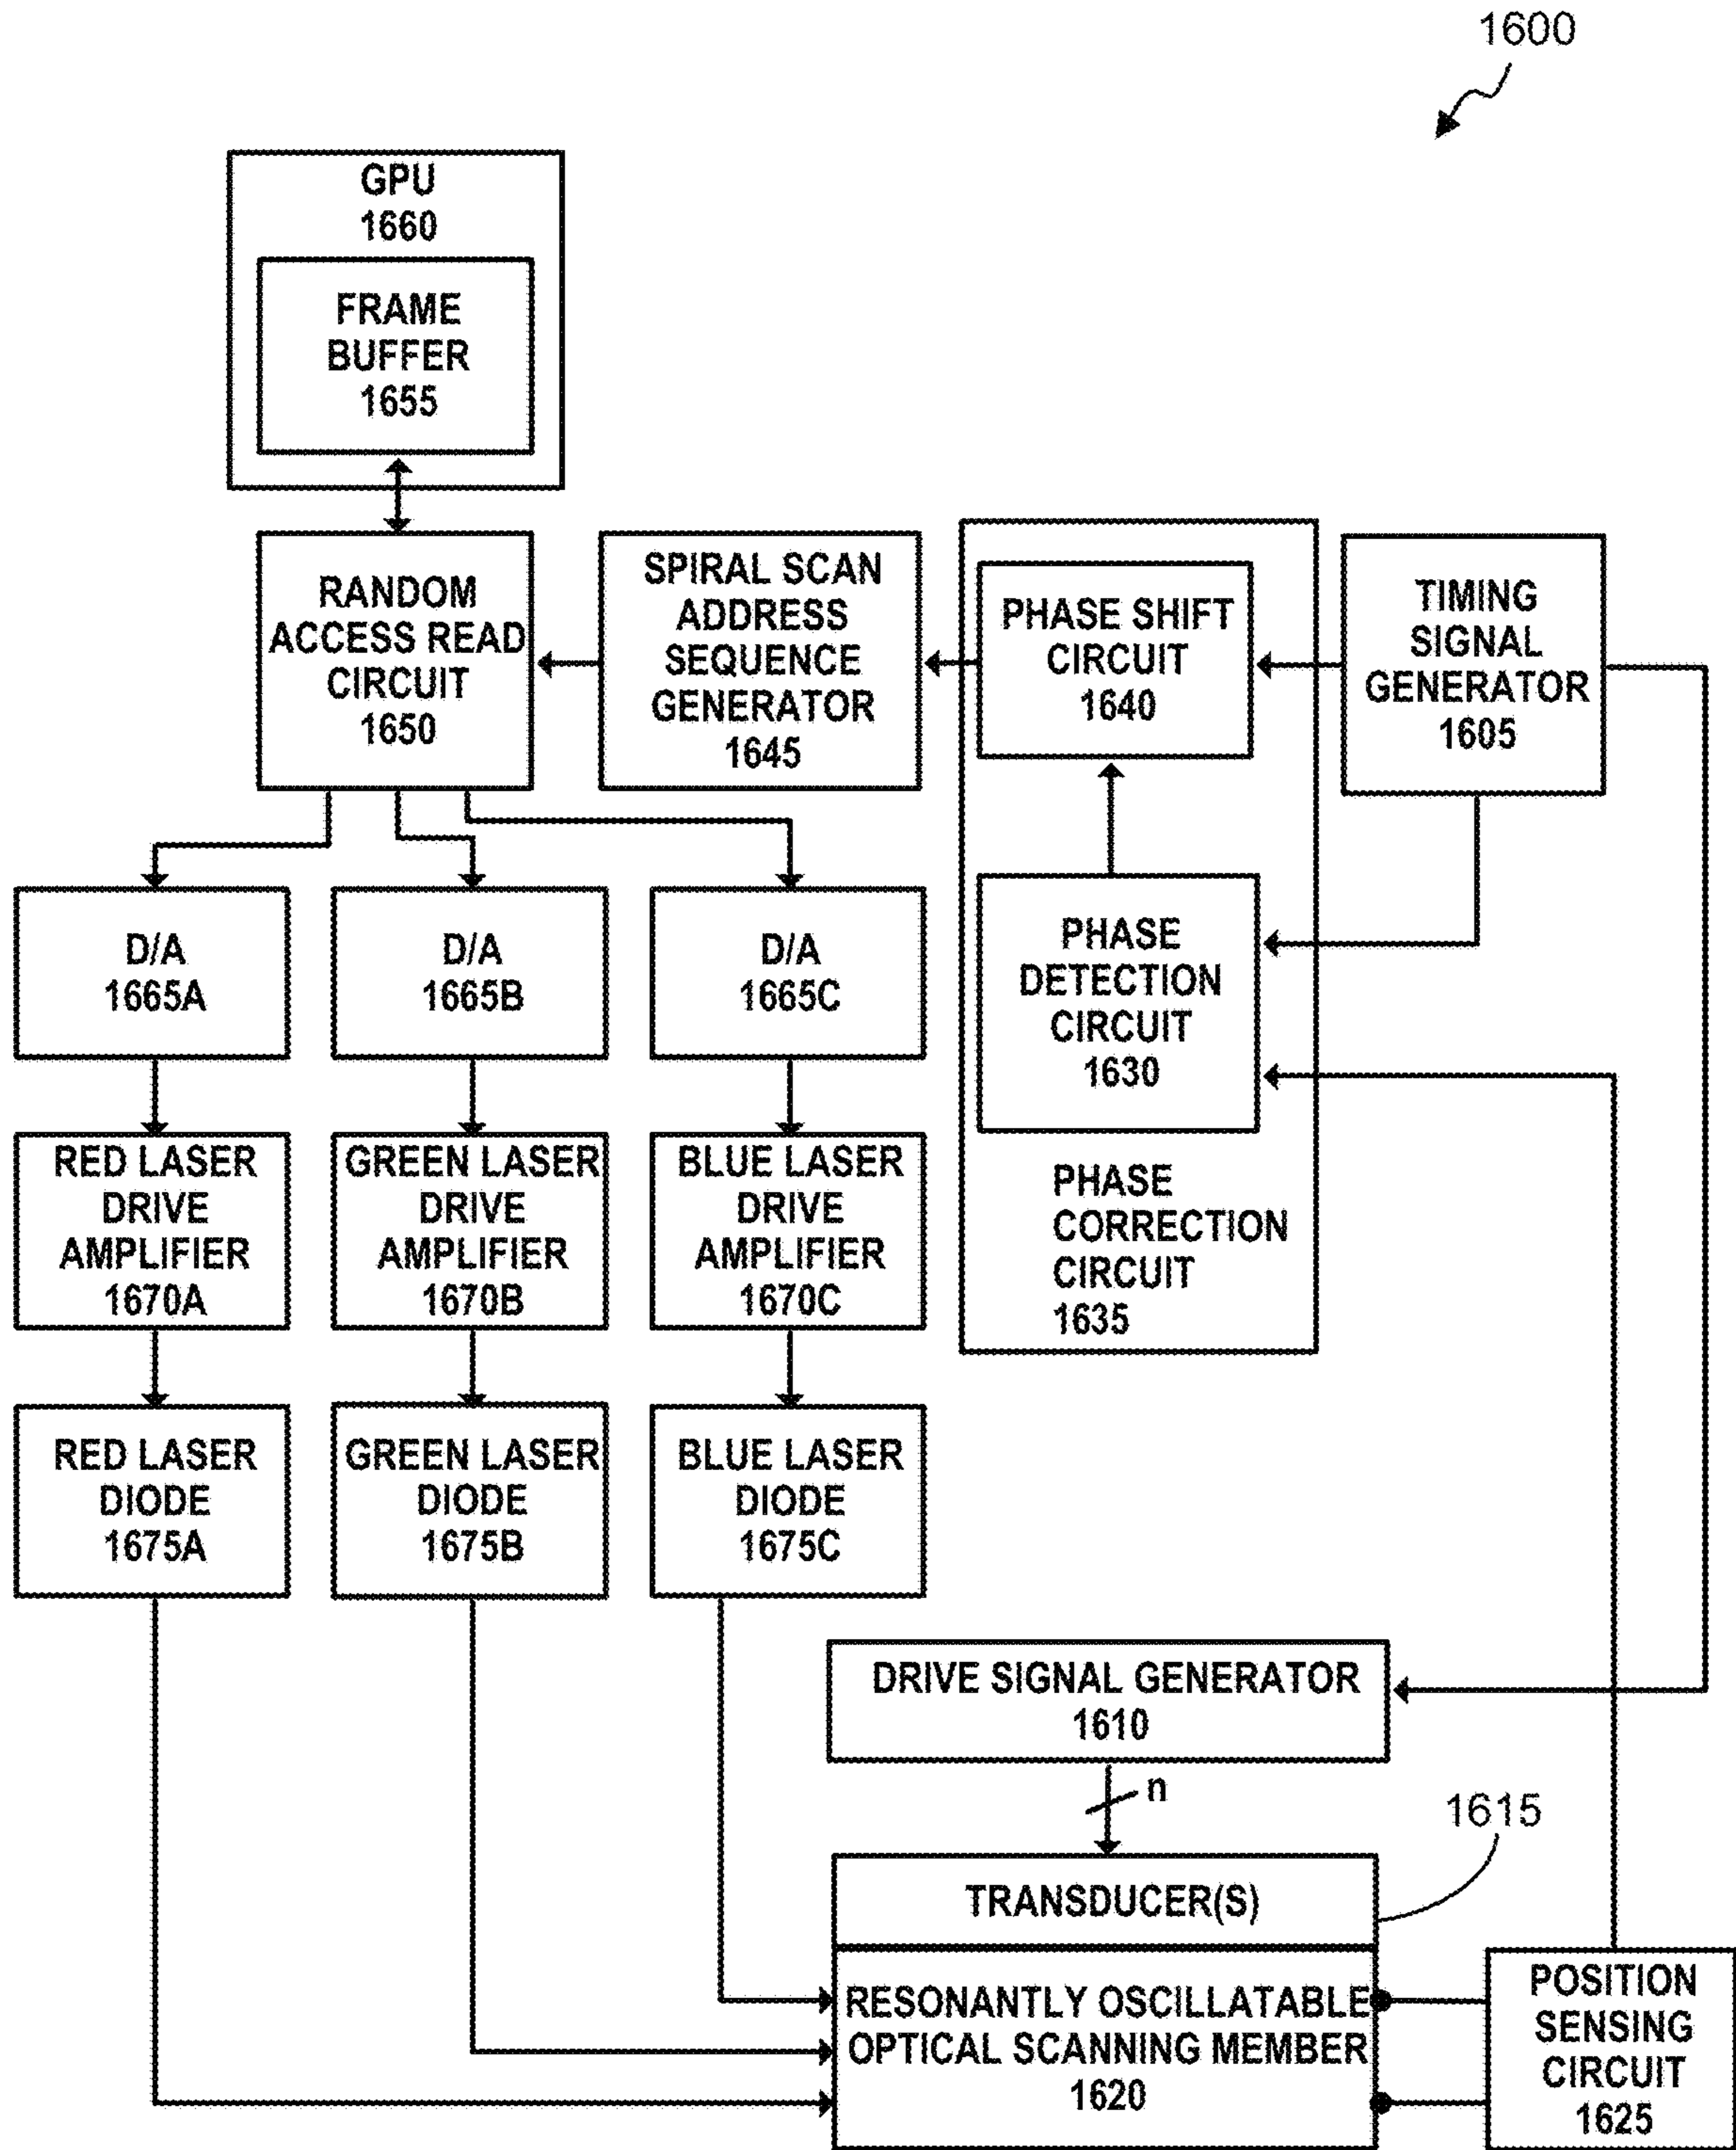 1600
GPU
1660
FRAME
BUFFER
1655
RANDOM
ACCESS READ
CIRCUIT
1650
SPIRAL SCAN
ADDRESS
SEQUENCE
GENERATOR
1645
PHASE SHIFT
CIRCUIT
1640
TIMING
SIGNAL
GENERATOR
1605
D/A
1665A
D/A
1665B
D/A
1665C
PHASE
DETECTION
CIRCUIT
1630
RED LASER
DRIVE
AMPLIFIER
1670A
GREEN LASER
DRIVE
AMPLIFIER
1670B
BLUE LASER
DRIVE
AMPLIFIER
1670C
PHASE
CORRECTION
CIRCUIT
1635
RED LASER
DIODE
1675A
GREEN LASER
DIODE
1675B
BLUE LASER
DIODE
1675C
DRIVE SIGNAL GENERATOR
1610
n
1615
TRANSDUCER(S)
RESONANTLY OSCILLATABLE
OPTICAL SCANNING MEMBER
1620
POSITION
SENSING
CIRCUIT
1625